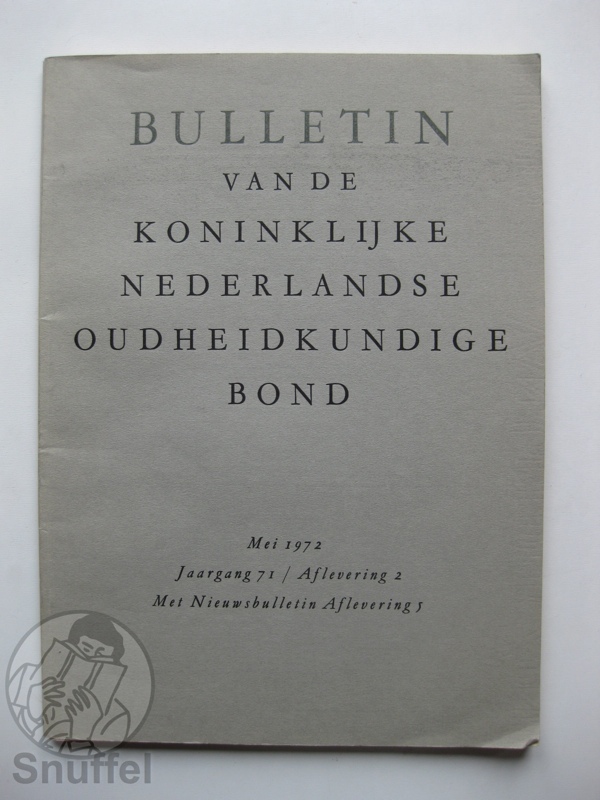 BULLETIN
VAN DE
KONINKLIJKE
NEDERLANDSE
OUDHEIDKUNDIGE
BOND
Mei 1972
Jaargang 71 / Aflevering 2
Met Nieuwsbulletin Aflevering 5
Snuffel